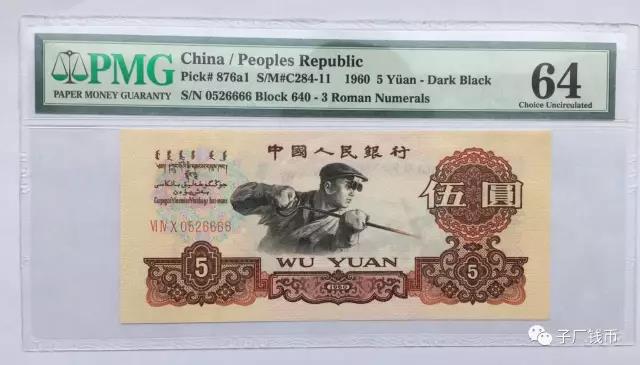 PMG
PAPER MONEY GUARANTY
China / Peoples Republic
Pick# 876a1 S/M#C284-11 1960 5 Yüan - Dark Black
S/N 0526666 Block 640 - 3 Roman Numerals
64
Choice Uncirculated
中國人民銀行
伍圓
VI IV X 0526666
5
WU YUAN
1960
5
子厂钱币